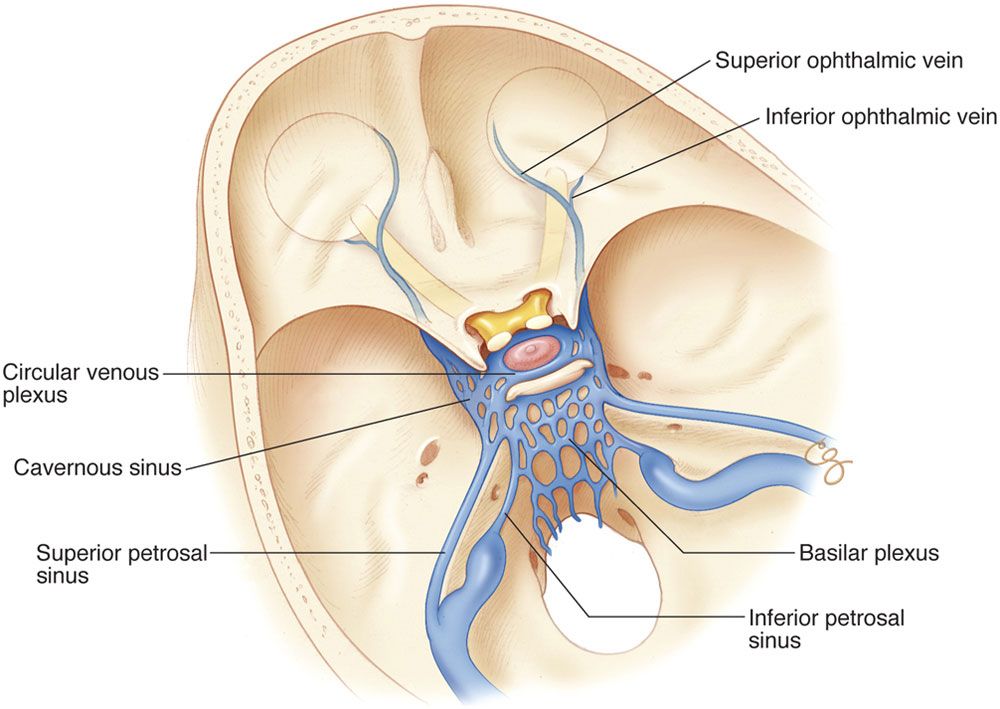 Superior ophthalmic vein
Inferior ophthalmic vein
Circular venous
plexus
Cavernous sinus
Superior petrosal
sinus
Basilar plexus
Inferior petrosal
sinus